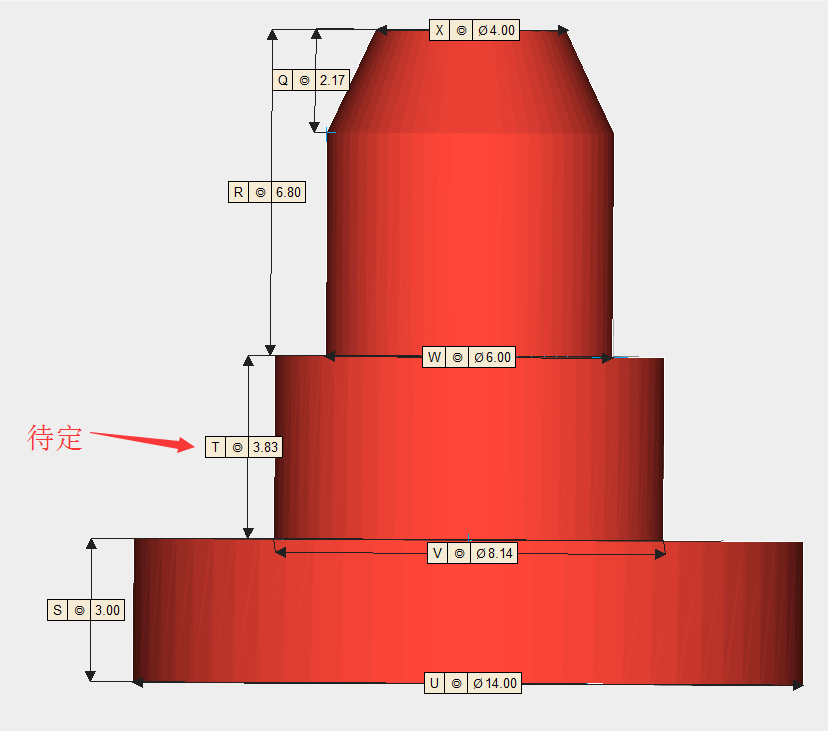 X ⌾ Ø4.00
Q ⌾ 2.17
R ⌾ 6.80
W ⌾ Ø6.00
待定
T ⌾ 3.83
V ⌾ Ø8.14
S ⌾ 3.00
U ⌾ Ø14.00